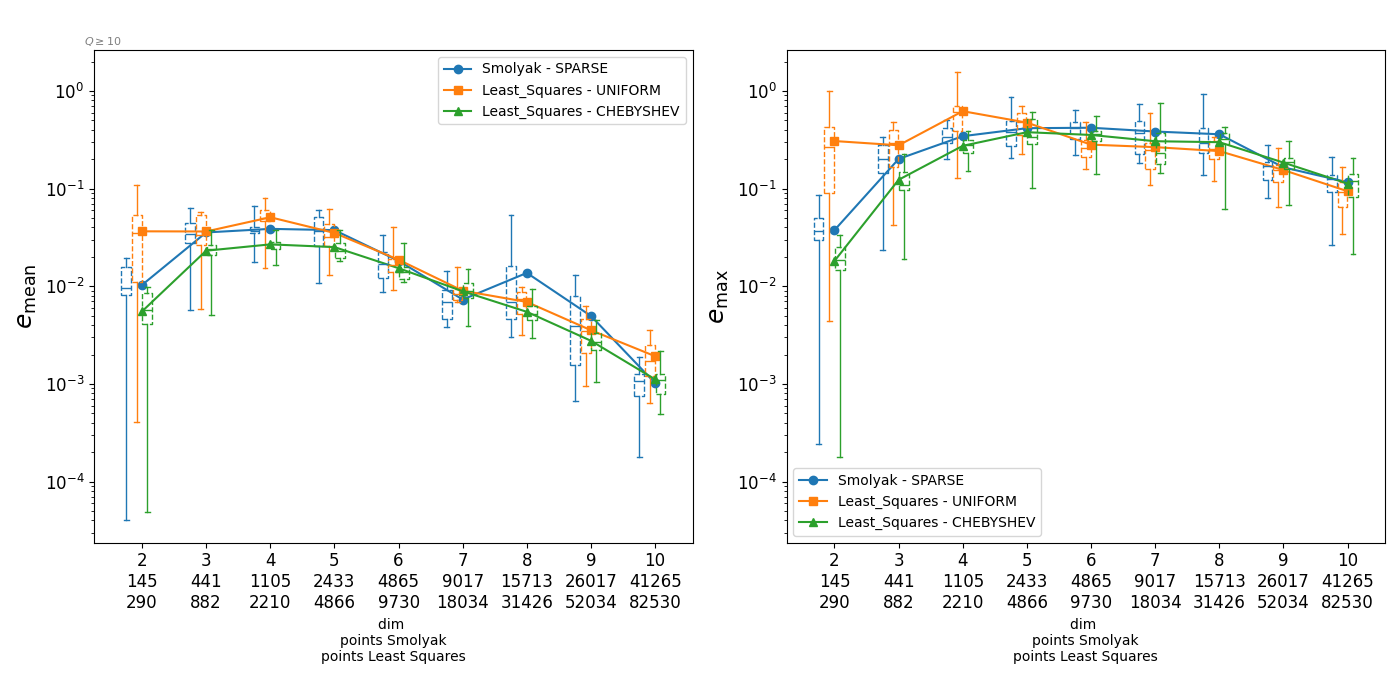 Q ≥ 10
Smolyak - SPARSE
Least_Squares - UNIFORM
Least_Squares - CHEBYSHEV
10^0
10^{-1}
10^{-2}
10^{-3}
10^{-4}
e_mean
2 3 4 5 6 7 8 9 10
145 441 1105 2433 4865 9017 15713 26017 41265
290 882 2210 4866 9730 18034 31426 52034 82530
dim
points Smolyak
points Least Squares
10^0
10^{-1}
10^{-2}
10^{-3}
10^{-4}
e_max
Smolyak - SPARSE
Least_Squares - UNIFORM
Least_Squares - CHEBYSHEV
2 3 4 5 6 7 8 9 10
145 441 1105 2433 4865 9017 15713 26017 41265
290 882 2210 4866 9730 18034 31426 52034 82530
dim
points Smolyak
points Least Squares